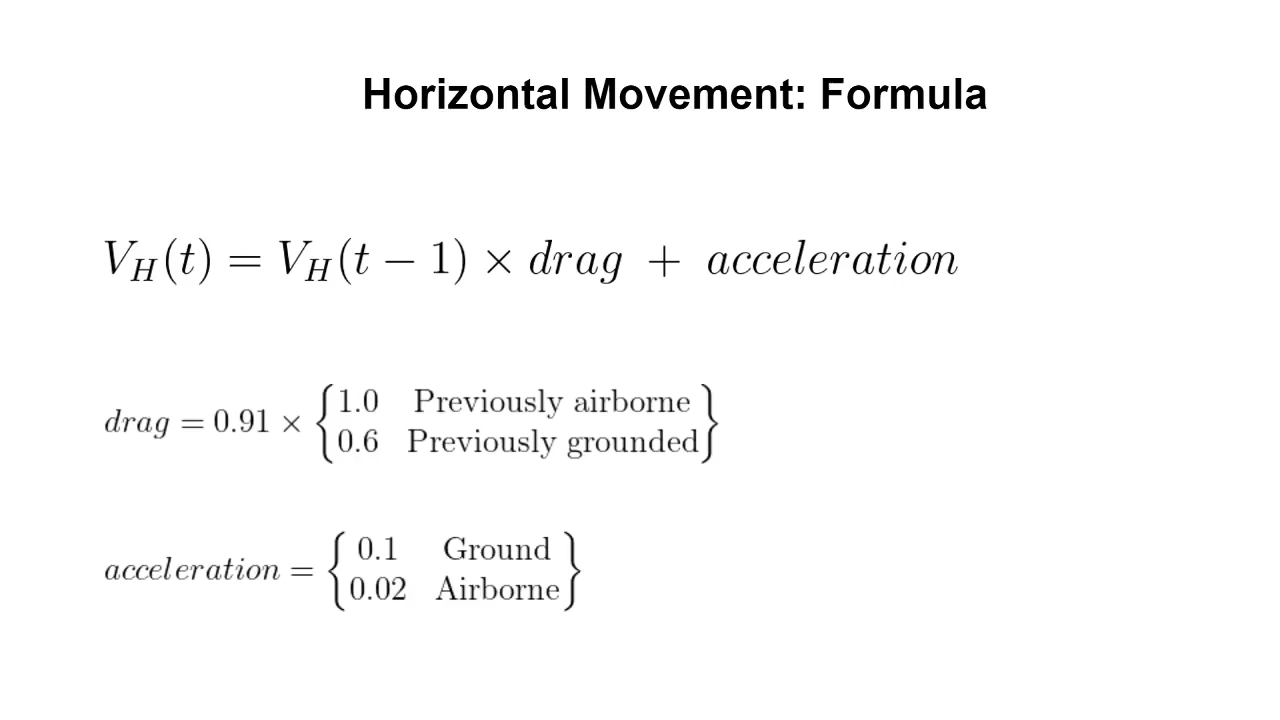 Horizontal Movement: Formula
V_H(t) = V_H(t − 1) × drag + acceleration
drag = 0.91 × {1.0 Previously airborne
0.6 Previously grounded}
acceleration = {0.1 Ground
0.02 Airborne}